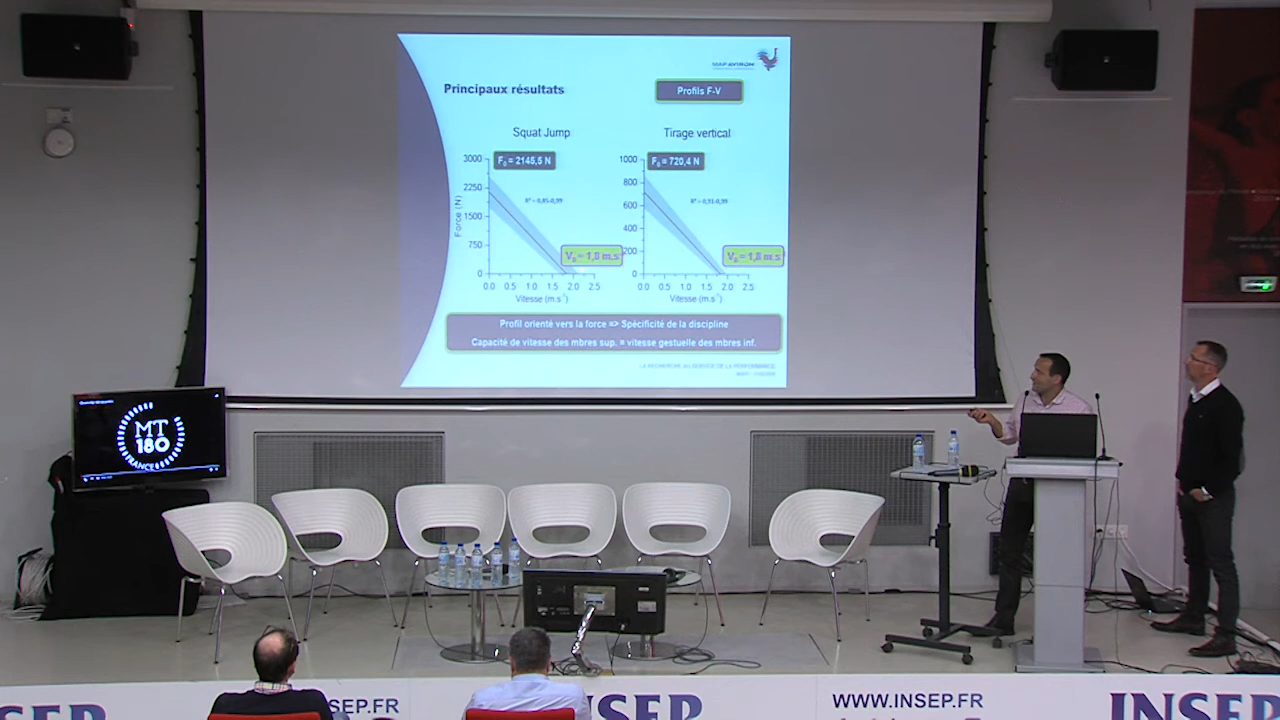 MAP AVIRON
Principaux résultats
Profils F-V
Squat Jump
Tirage vertical
3000
F₀ = 2145,5 N
2250
1500
750
0
Force (N)
R² = 0,85-0,99
V₀ = 1,8 m.s
0.0 0.5 1.0 1.5 2.0 2.5
Vitesse (m.s⁻¹)
1000
F₀ = 720,4 N
800
600
400
200
0
R² = 0,91-0,99
V₀ = 1,8 m.s
0.0 0.5 1.0 1.5 2.0 2.5
Vitesse (m.s⁻¹)
Profil orienté vers la force => Spécificité de la discipline
Capacité de vitesse des mbres sup. = vitesse gestuelle des mbres inf.
LA RECHERCHE AU SERVICE DE LA PERFORMANCE
MT
180
FRANCE
INSEP.FR
INSEP
WWW.INSEP.FR
INSEP